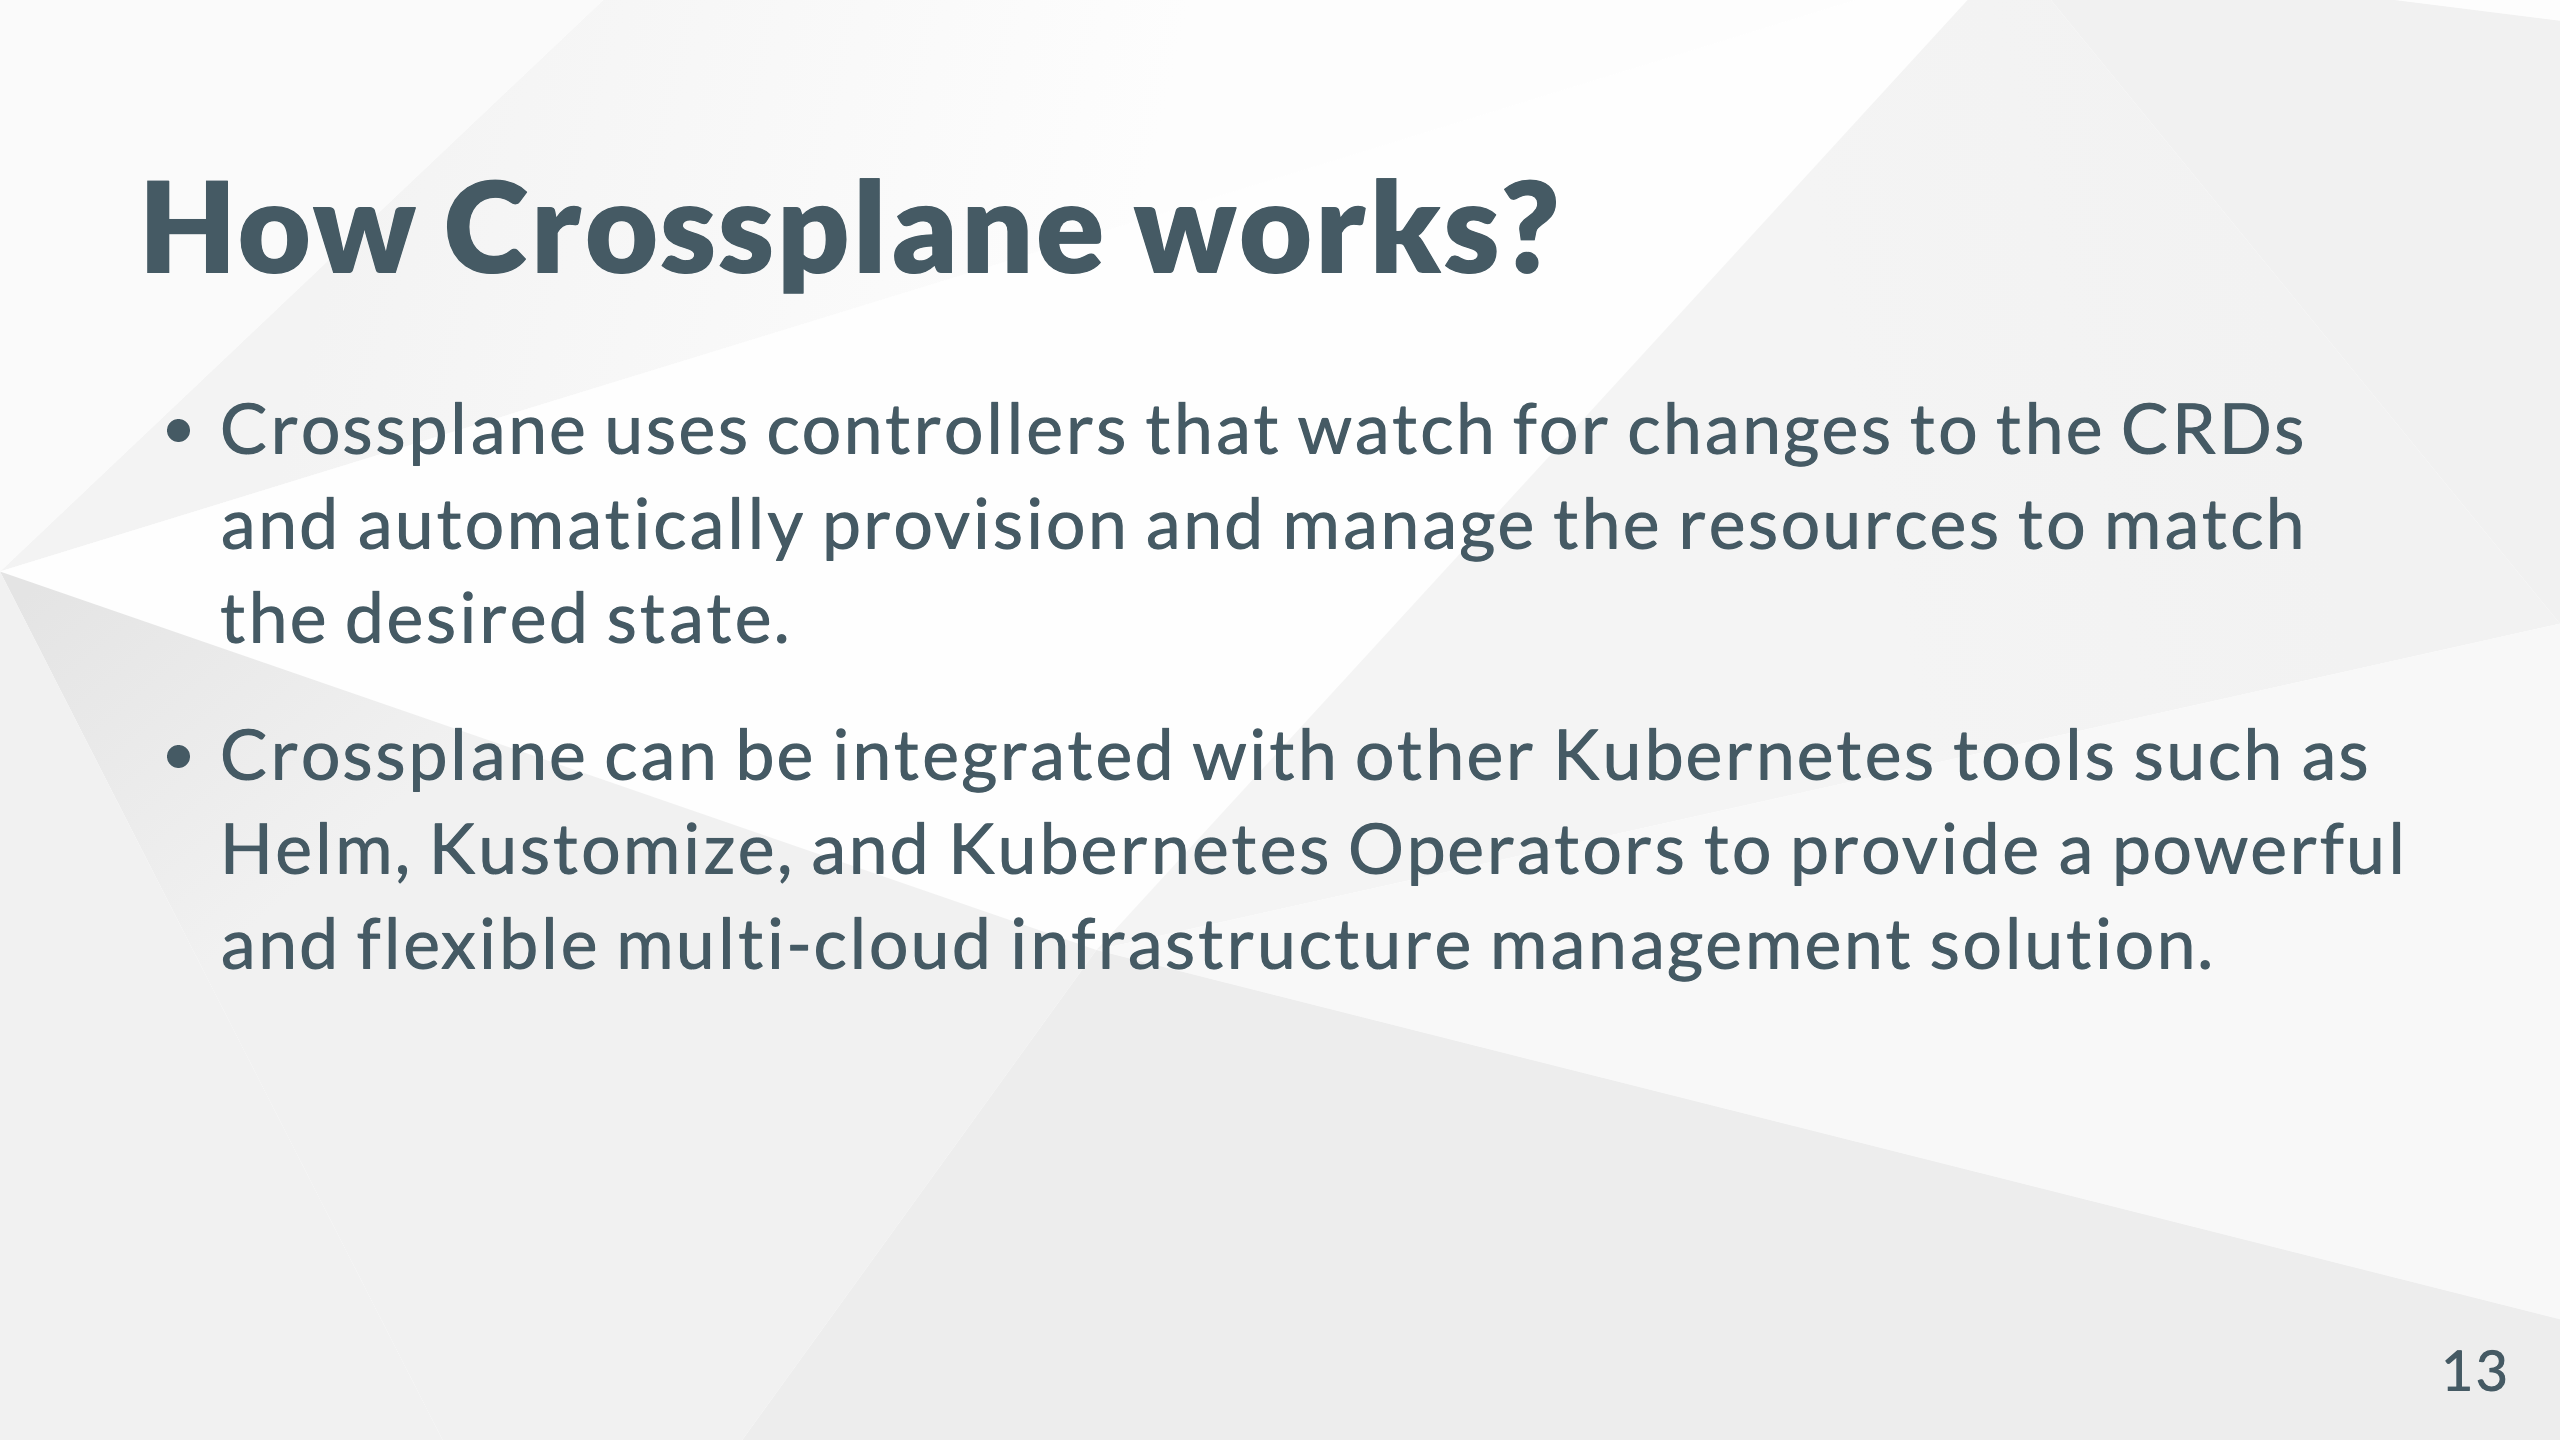 How Crossplane works?
• Crossplane uses controllers that watch for changes to the CRDs
and automatically provision and manage the resources to match
the desired state.
• Crossplane can be integrated with other Kubernetes tools such as
Helm, Kustomize, and Kubernetes Operators to provide a powerful
and flexible multi-cloud infrastructure management solution.
13